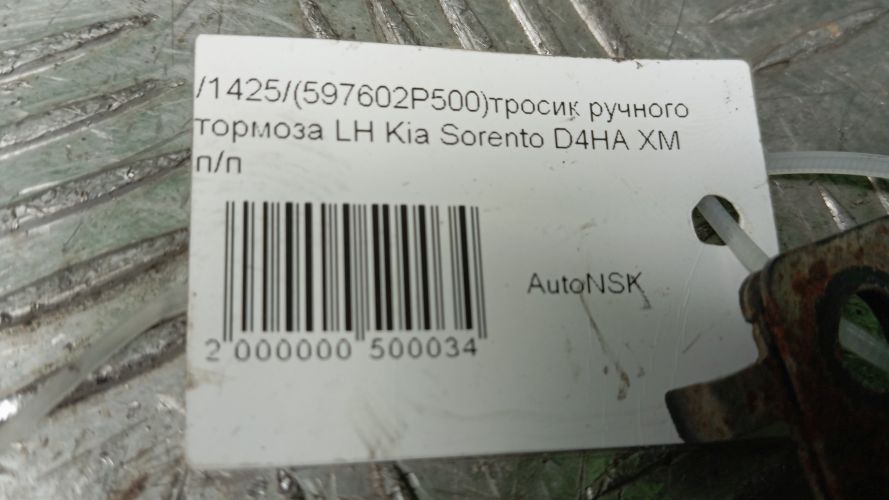 /1425/(597602P500)тросик ручного
тормоза LH Kia Sorento D4HA XM
п/п
AutoNSK
2 000000 500034